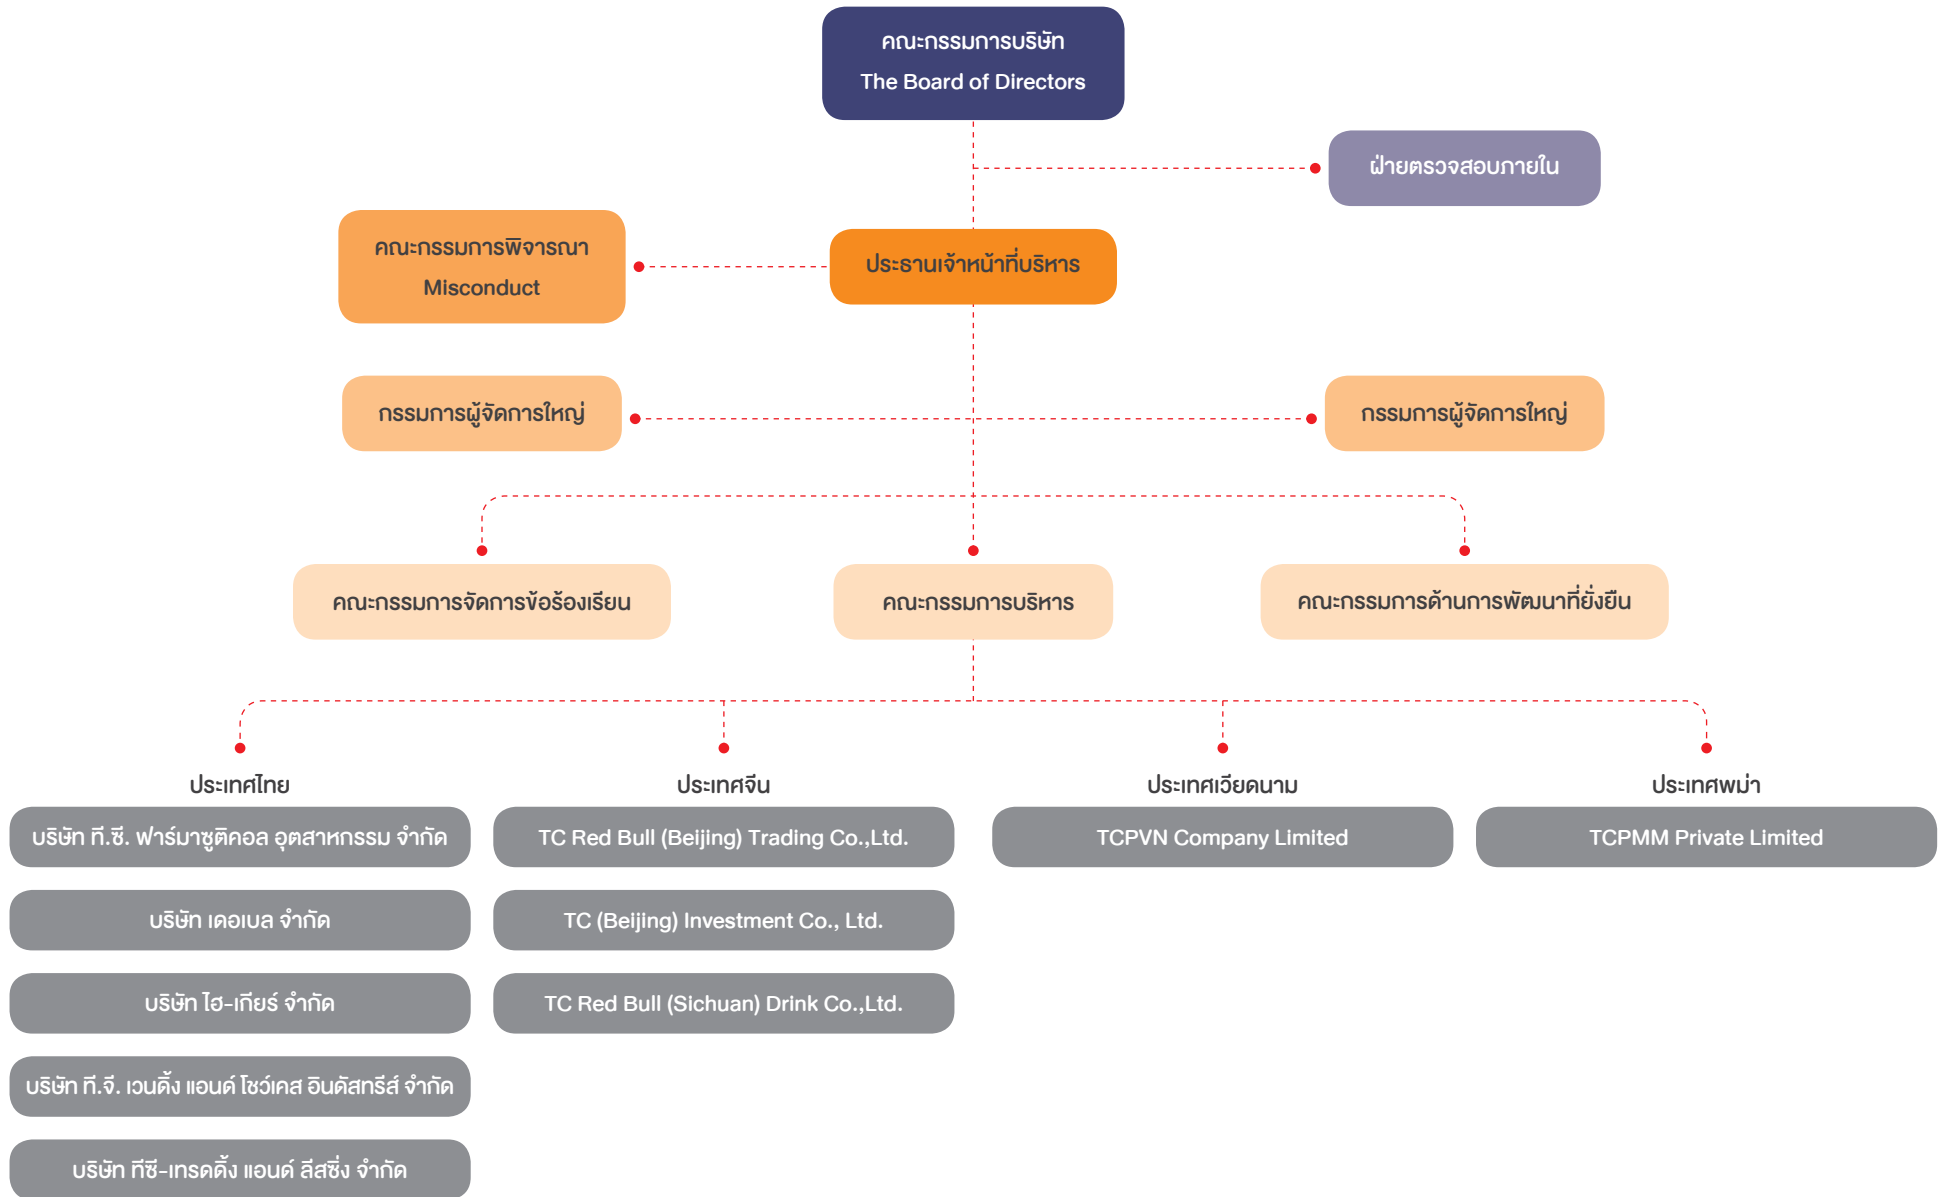 คณะกรรมการบริษัท
The Board of Directors
ฝ่ายตรวจสอบภายใน
คณะกรรมการพิจารณา
Misconduct
ประธานเจ้าหน้าที่บริหาร
กรรมการผู้จัดการใหญ่
กรรมการผู้จัดการใหญ่
คณะกรรมการจัดการข้อร้องเรียน
คณะกรรมการบริหาร
คณะกรรมการด้านการพัฒนาที่ยั่งยืน
ประเทศไทย
บริษัท ที.ซี. ฟาร์มาซูติคอล อุตสาหกรรม จำกัด
บริษัท เดอเบล จำกัด
บริษัท ไฮ-เกียร์ จำกัด
บริษัท ที.จี. เวนดิ้ง แอนด์ โชว์เคส อินดัสทรีส์ จำกัด
บริษัท ทีซี-เทรดดิ้ง แอนด์ ลีสซิ่ง จำกัด
ประเทศจีน
TC Red Bull (Beijing) Trading Co.,Ltd.
TC (Beijing) Investment Co., Ltd.
TC Red Bull (Sichuan) Drink Co.,Ltd.
ประเทศเวียดนาม
TCPVN Company Limited
ประเทศพม่า
TCPMM Private Limited